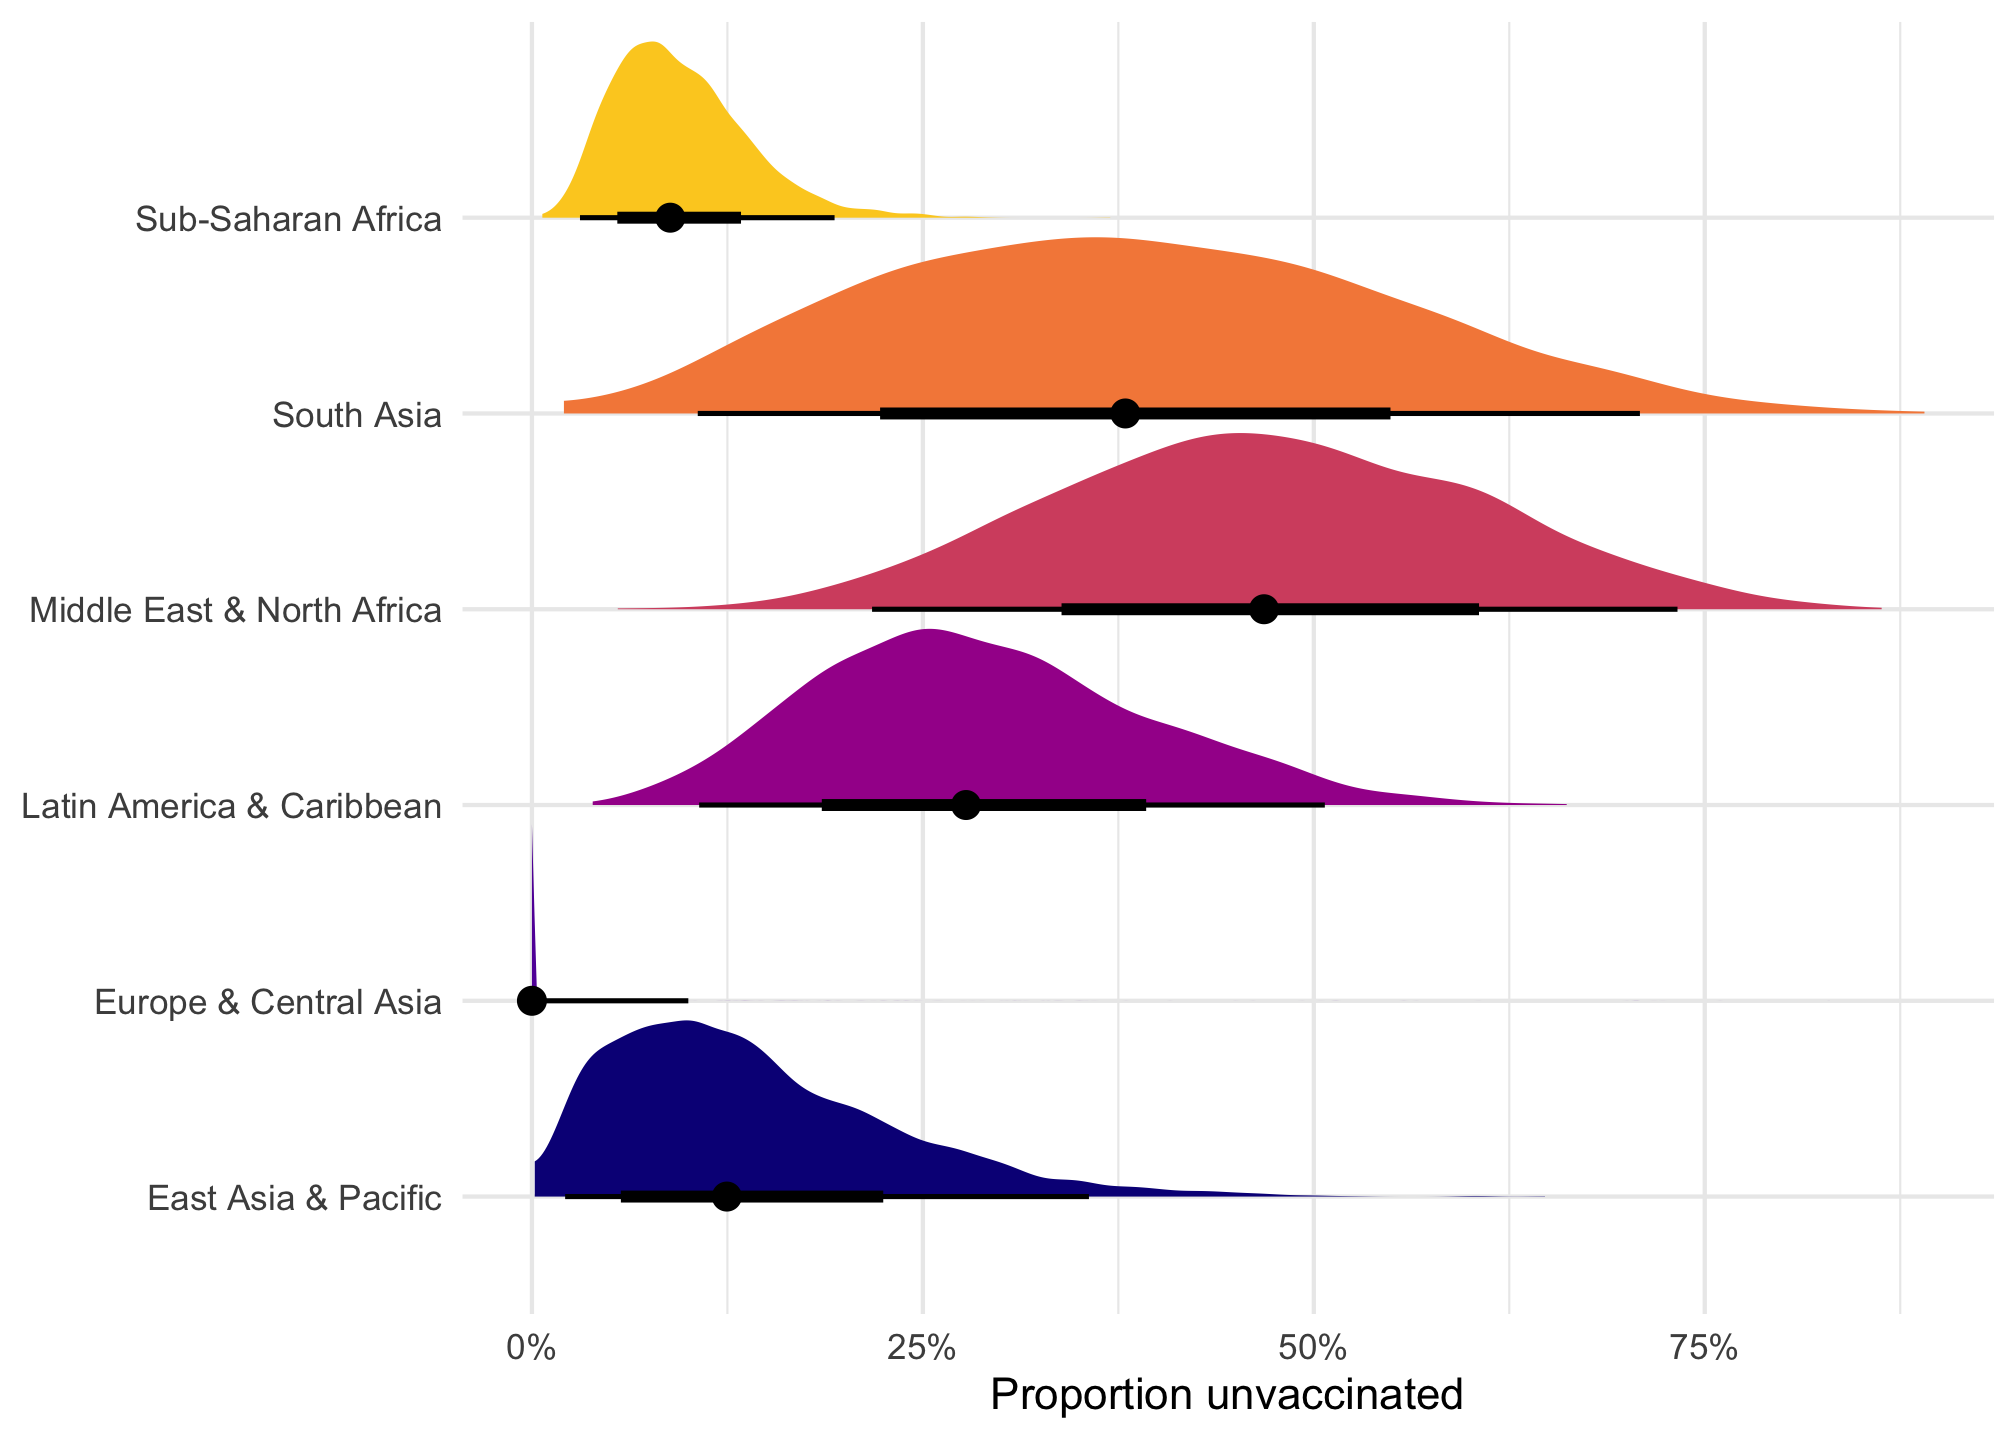 Sub-Saharan Africa
South Asia
Middle East & North Africa
Latin America & Caribbean
Europe & Central Asia
East Asia & Pacific
0% 25% 50% 75%
Proportion unvaccinated